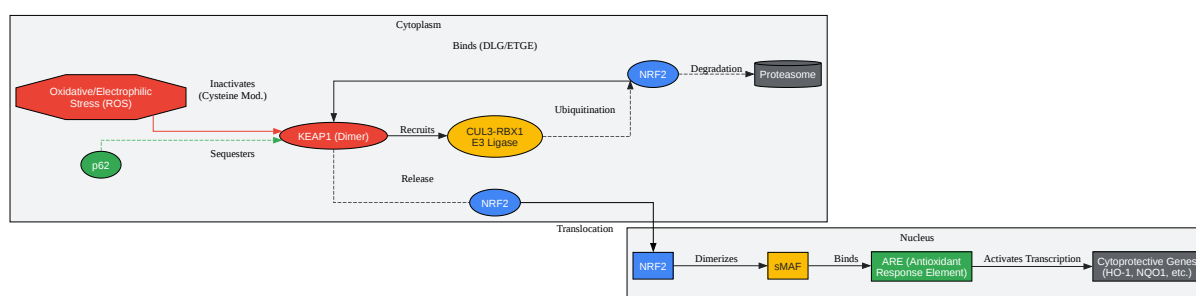 Cytoplasm
Binds (DLG/ETGE)
NRF2
Degradation
Proteasome
Oxidative/Electrophilic
Stress (ROS)
Inactivates
(Cysteine Mod.)
Ubiquitination
KEAP1 (Dimer)
Recruits
CUL3-RBX1
E3 Ligase
p62
Sequesters
Release
NRF2
Translocation
Nucleus
NRF2
Dimerizes
sMAF
Binds
ARE (Antioxidant
Response Element)
Activates Transcription
Cytoprotective Genes
(HO-1, NQO1, etc.)